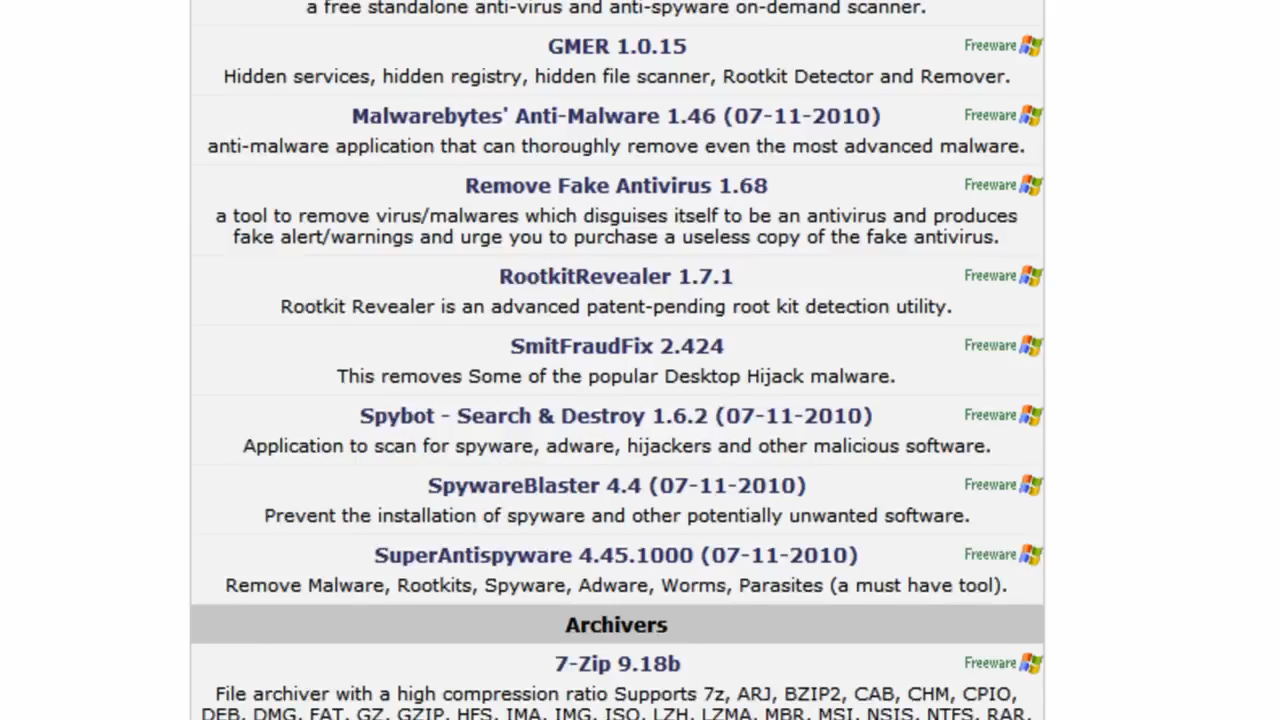 a free standalone anti-virus and anti-spyware on-demand scanner.
GMER 1.0.15 Freeware
Hidden services, hidden registry, hidden file scanner, Rootkit Detector and Remover.
Malwarebytes' Anti-Malware 1.46 (07-11-2010) Freeware
anti-malware application that can thoroughly remove even the most advanced malware.
Remove Fake Antivirus 1.68 Freeware
a tool to remove virus/malwares which disguises itself to be an antivirus and produces
fake alert/warnings and urge you to purchase a useless copy of the fake antivirus.
RootkitRevealer 1.7.1 Freeware
Rootkit Revealer is an advanced patent-pending root kit detection utility.
SmitFraudFix 2.424 Freeware
This removes Some of the popular Desktop Hijack malware.
Spybot - Search & Destroy 1.6.2 (07-11-2010) Freeware
Application to scan for spyware, adware, hijackers and other malicious software.
SpywareBlaster 4.4 (07-11-2010) Freeware
Prevent the installation of spyware and other potentially unwanted software.
SuperAntispyware 4.45.1000 (07-11-2010) Freeware
Remove Malware, Rootkits, Spyware, Adware, Worms, Parasites (a must have tool).
Archivers
7-Zip 9.18b Freeware
File archiver with a high compression ratio Supports 7z, ARJ, BZIP2, CAB, CHM, CPIO,
DEB, DMG, FAT, GZ, GZIP, HFS, IMA, IMG, ISO, LZH, LZMA, MBR, MSI, NSIS, NTFS, RAR,